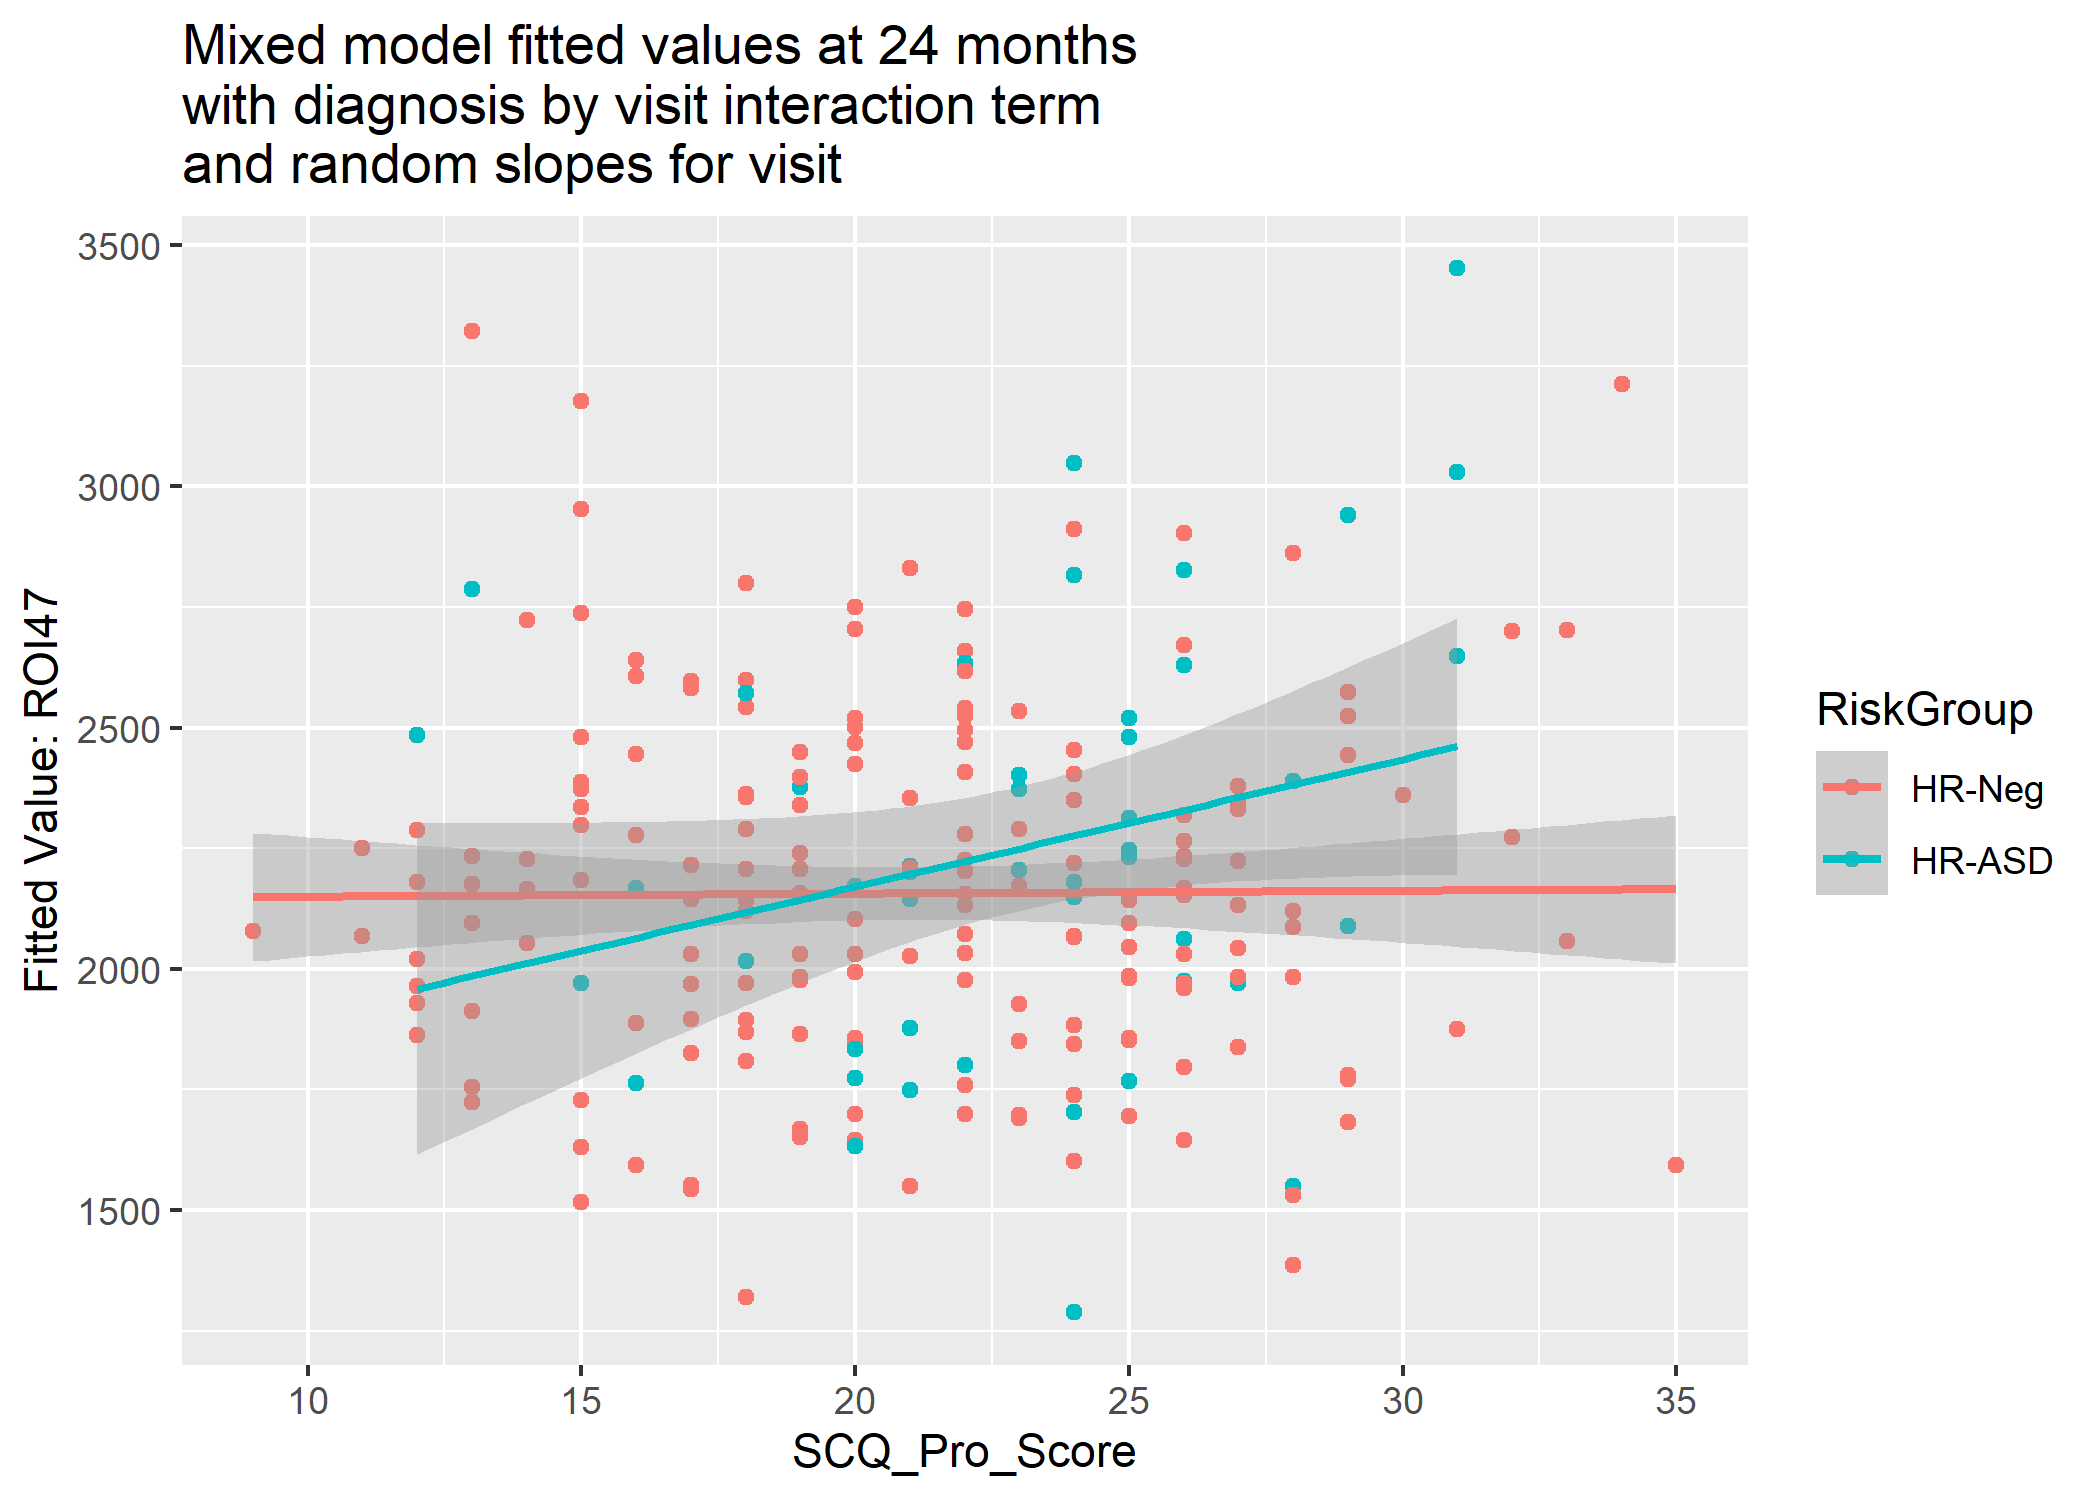 Mixed model fitted values at 24 months
with diagnosis by visit interaction term
and random slopes for visit
Fitted Value: ROI47
3500
3000
2500
2000
1500
10 15 20 25 30 35
SCQ_Pro_Score
RiskGroup
HR-Neg
HR-ASD